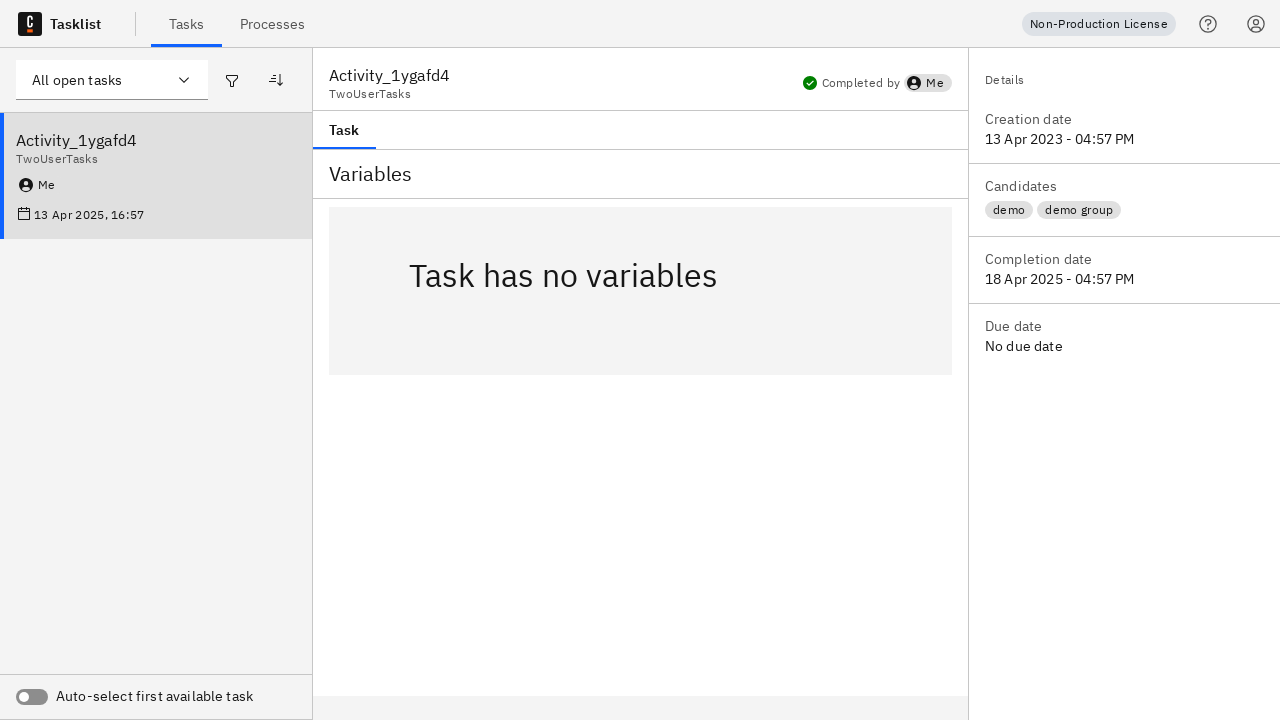 Tasklist
Tasks
Processes
Non-Production License
All open tasks
Activity_1ygafd4
TwoUserTasks
Me
13 Apr 2025, 16:57
Auto-select first available task
Activity_1ygafd4
TwoUserTasks
Completed by Me
Task
Variables
Task has no variables
Details
Creation date
13 Apr 2023 - 04:57 PM
Candidates
demo demo group
Completion date
18 Apr 2025 - 04:57 PM
Due date
No due date